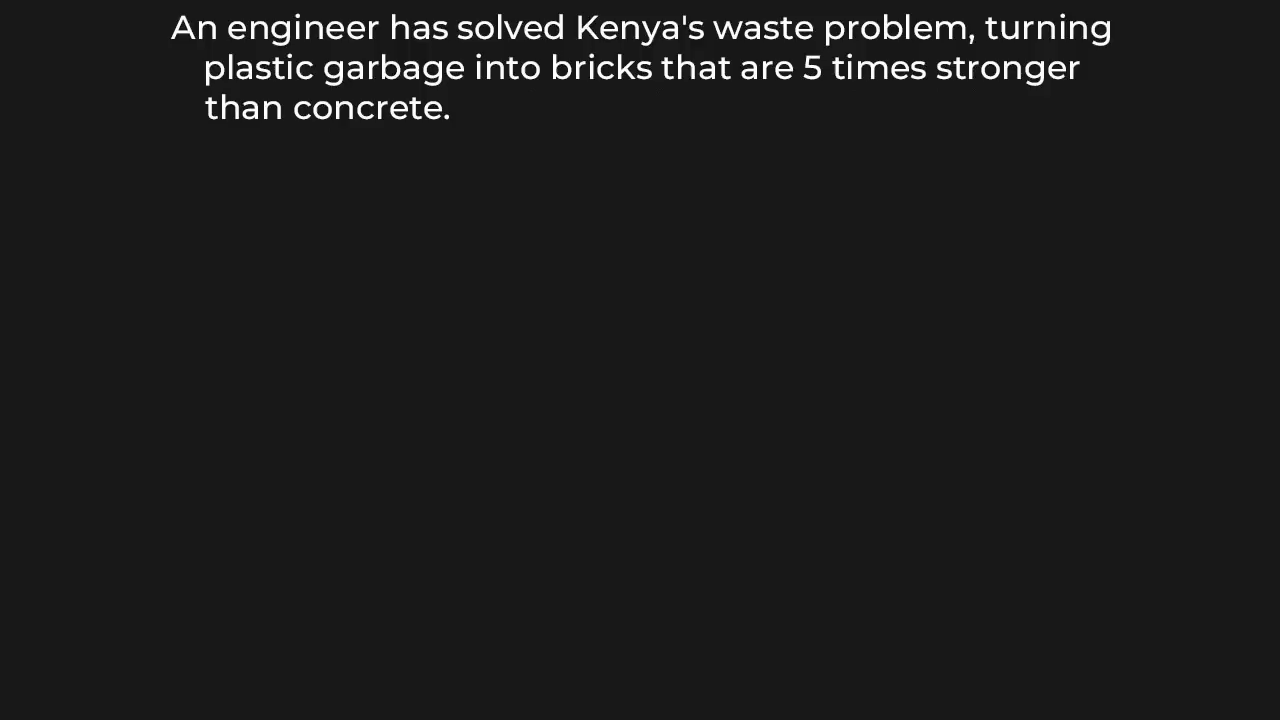 An engineer has solved Kenya's waste problem, turning
plastic garbage into bricks that are 5 times stronger
than concrete.